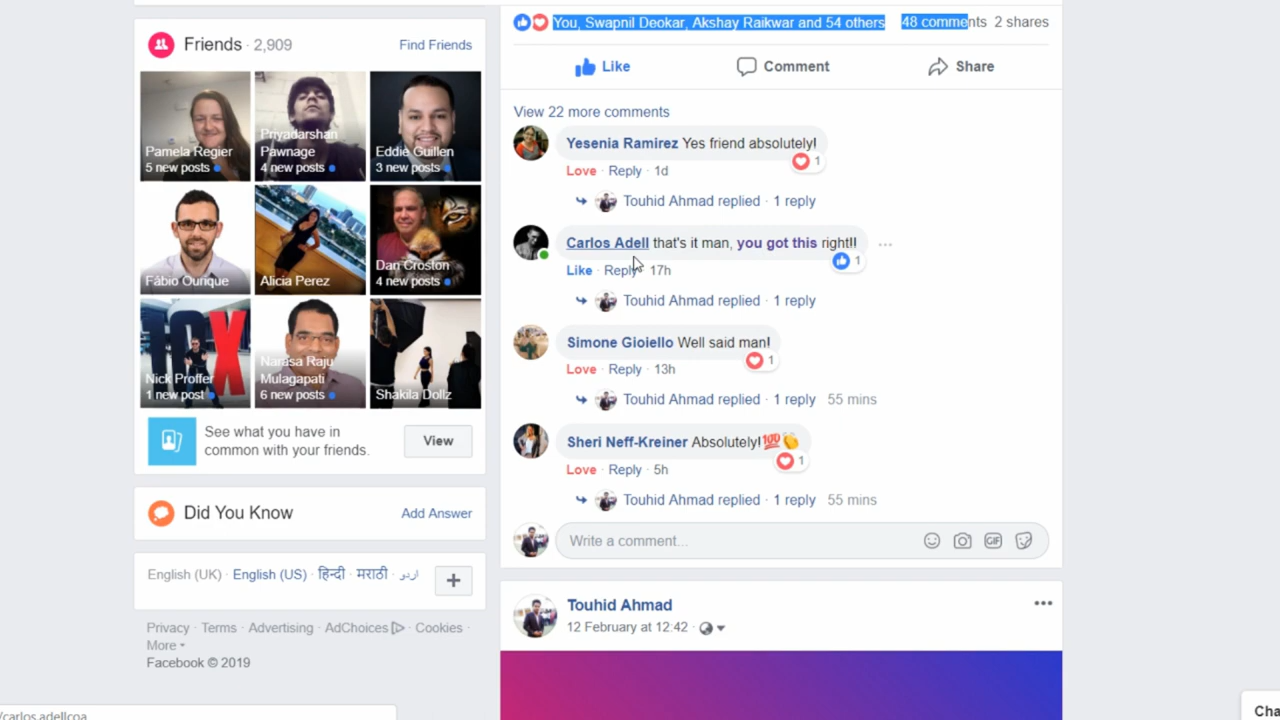 Friends · 2,909
Find Friends
Pamela Regier
5 new posts
Priyadarshan
Pawnage
4 new posts
Eddie Guillen
3 new posts
Fábio Ourique
Alicia Perez
Dan Croston
4 new posts
Nick Proffer
1 new post
Narasa Raju
Mulagapati
6 new posts
Shakila Dollz
See what you have in
common with your friends.
View
Did You Know
Add Answer
English (UK) · English (US) · हिन्दी · मराठी · اردو
Privacy · Terms · Advertising · AdChoices · Cookies ·
More
Facebook © 2019
/carlos.adellcoa
You, Swapnil Deokar, Akshay Raikwar and 54 others 48 comments 2 shares
Like Comment Share
View 22 more comments
Yesenia Ramirez Yes friend absolutely!
1
Love · Reply · 1d
Touhid Ahmad replied · 1 reply
Carlos Adell that's it man, you got this right!!
1
Like · Reply · 17h
Touhid Ahmad replied · 1 reply
Simone Gioiello Well said man!
1
Love · Reply · 13h
Touhid Ahmad replied · 1 reply 55 mins
Sheri Neff-Kreiner Absolutely!💯👏
1
Love · Reply · 5h
Touhid Ahmad replied · 1 reply 55 mins
Write a comment...
GIF
Touhid Ahmad
12 February at 12:42 ·
Cha